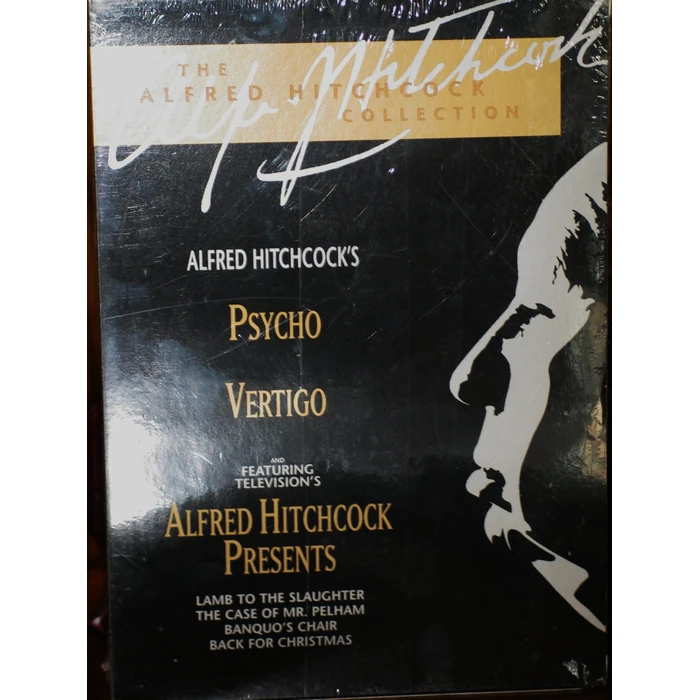 THE
ALFRED HITCHCOCK
COLLECTION
Hitchcock
ALFRED HITCHCOCK'S
PSYCHO
VERTIGO
AND
FEATURING
TELEVISION'S
ALFRED HITCHCOCK
PRESENTS
LAMB TO THE SLAUGHTER
THE CASE OF MR. PELHAM
BANQUO'S CHAIR
BACK FOR CHRISTMAS